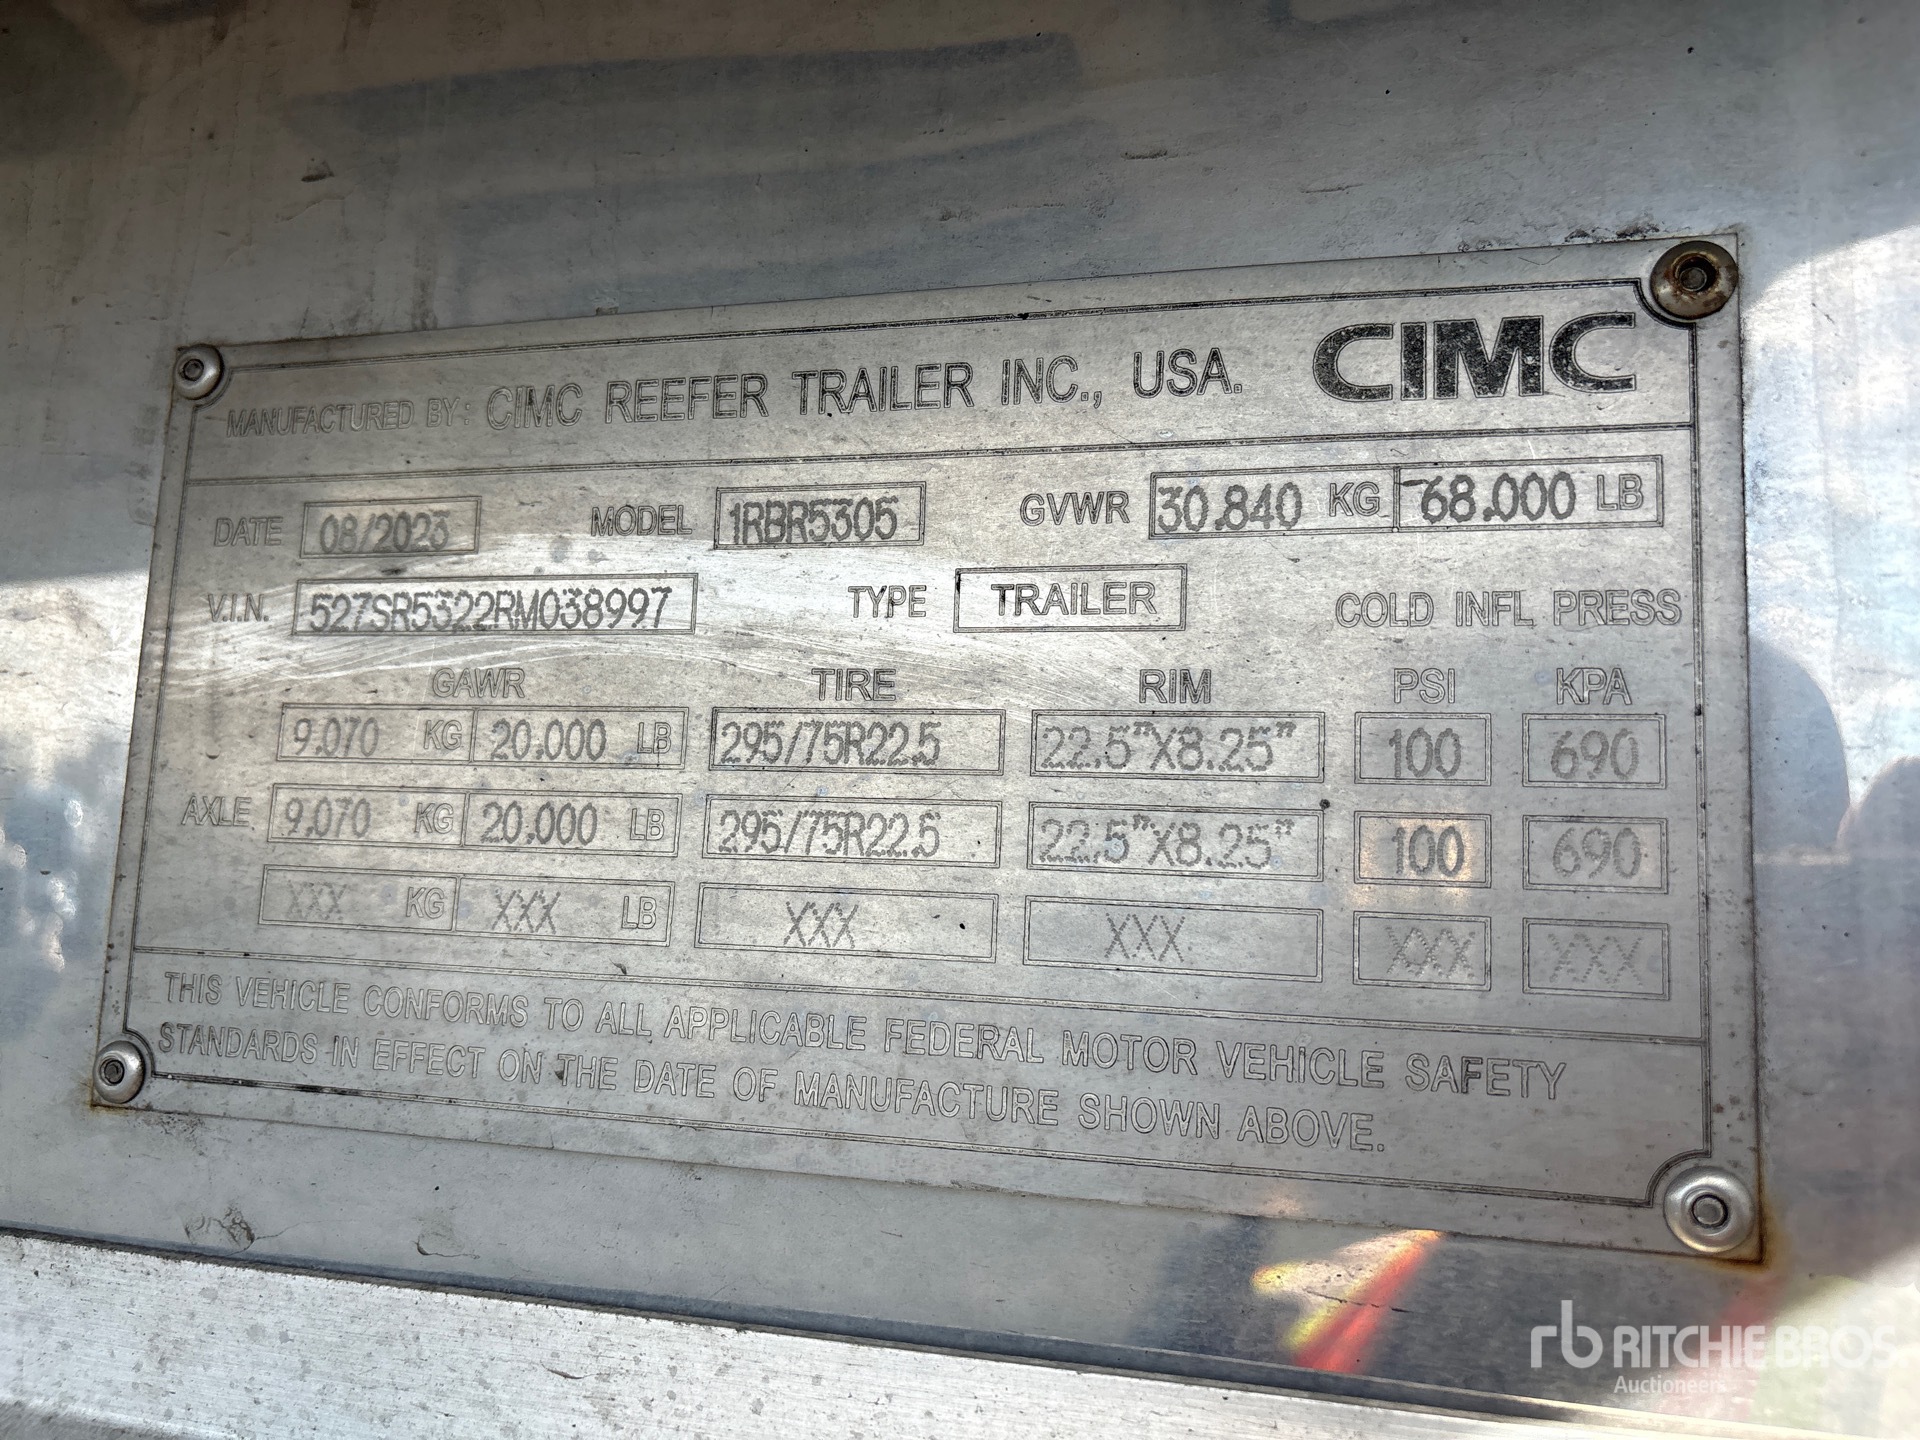 MANUFACTURED BY: CIMC REEFER TRAILER INC., USA. CIMC
DATE 08/2023 MODEL 1RBR5305 GVWR 30.840 KG 68.000 LB
V.I.N. 527SR5322RM038997 TYPE TRAILER COLD INFL PRESS
GAWR TIRE RIM PSI KPA
9.070 KG 20.000 LB 295/75R22.5 22.5"X8.25" 100 690
AXLE 9.070 KG 20.000 LB 295/75R22.5 22.5"X8.25" 100 690
XXX KG XXX LB XXX XXX XXX XXX
THIS VEHICLE CONFORMS TO ALL APPLICABLE FEDERAL MOTOR VEHICLE SAFETY
STANDARDS IN EFFECT ON THE DATE OF MANUFACTURE SHOWN ABOVE.
rb RITCHIE BROS
Auctioneers